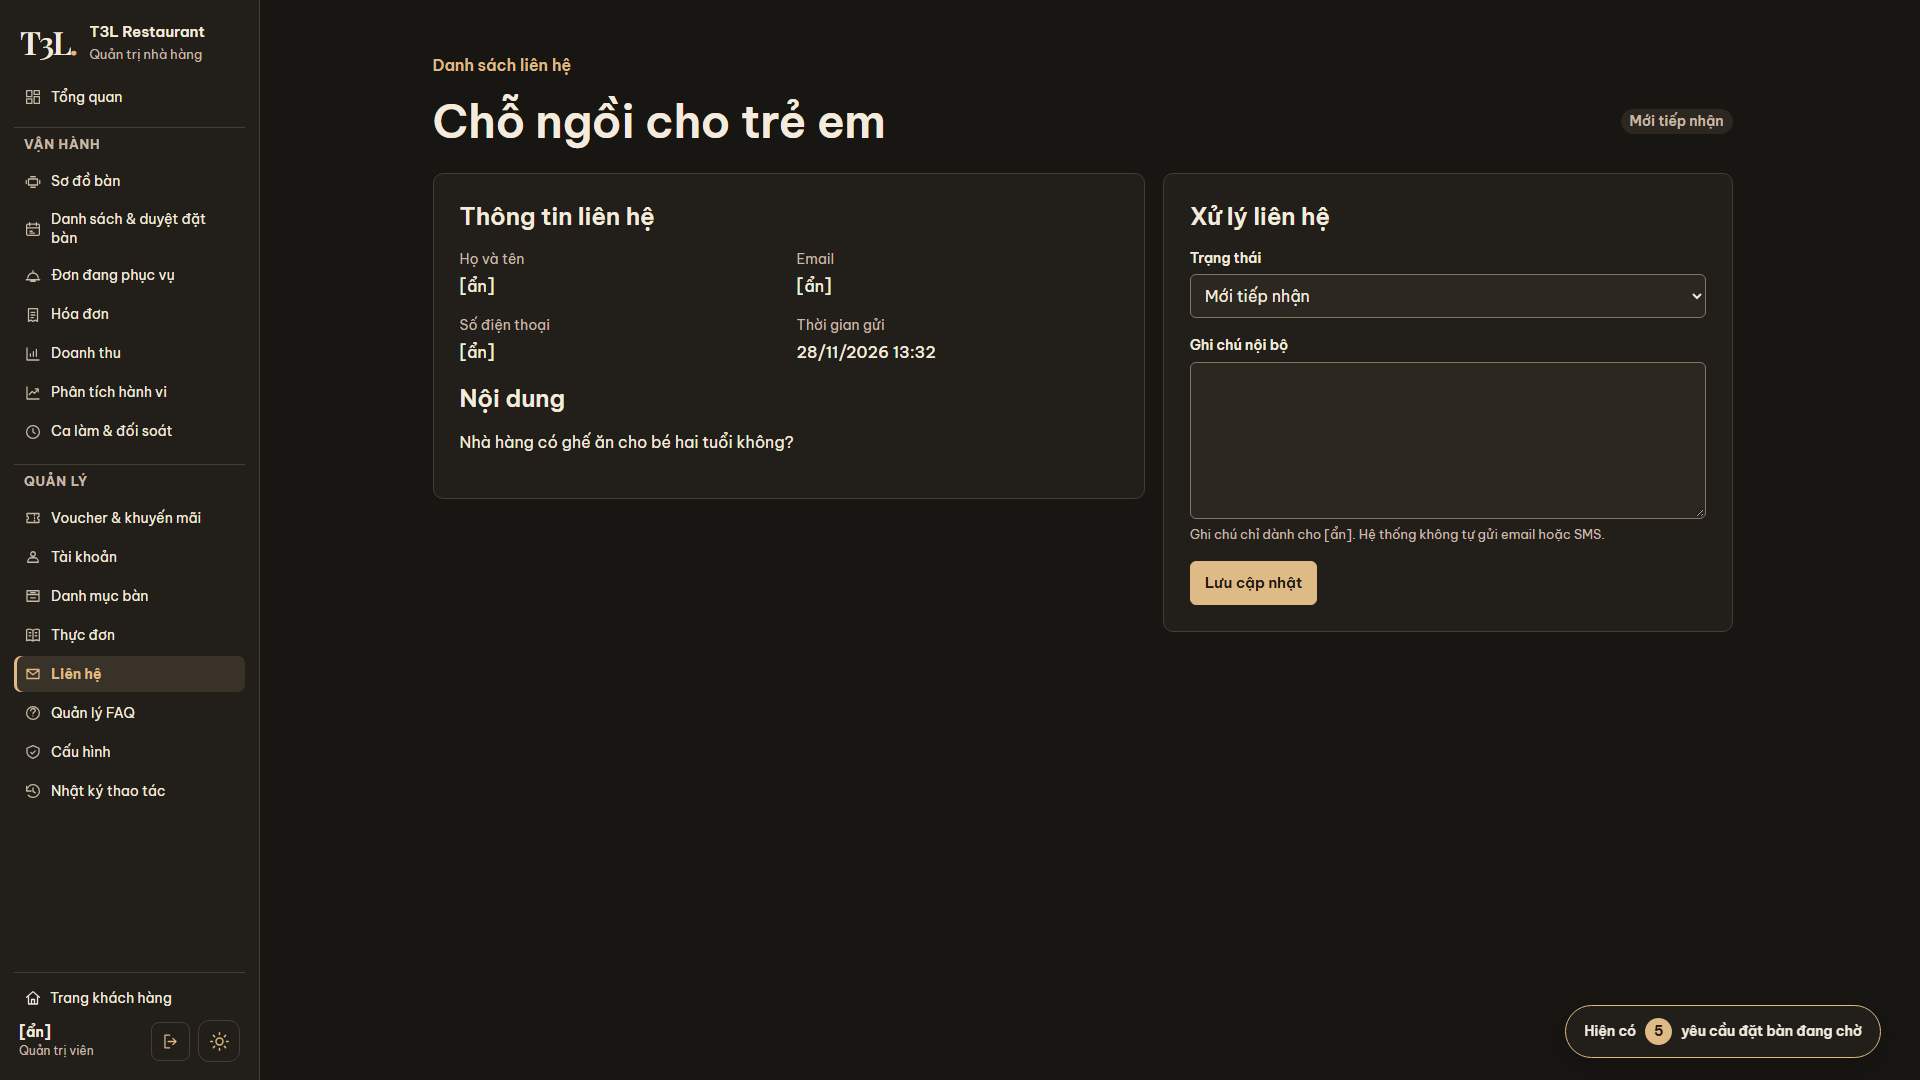 T3L.
T3L Restaurant
Quản trị nhà hàng
Tổng quan
VẬN HÀNH
Sơ đồ bàn
Danh sách & duyệt đặt
bàn
Đơn đang phục vụ
Hóa đơn
Doanh thu
Phân tích hành vi
Ca làm & đối soát
QUẢN LÝ
Voucher & khuyến mãi
Tài khoản
Danh mục bàn
Thực đơn
Liên hệ
Quản lý FAQ
Cấu hình
Nhật ký thao tác
Trang khách hàng
[ẩn]
Quản trị viên
Danh sách liên hệ
Chỗ ngồi cho trẻ em
Mới tiếp nhận
Thông tin liên hệ
Họ và tên
[ẩn]
Email
[ẩn]
Số điện thoại
[ẩn]
Thời gian gửi
28/11/2026 13:32
Nội dung
Nhà hàng có ghế ăn cho bé hai tuổi không?
Xử lý liên hệ
Trạng thái
Mới tiếp nhận
Ghi chú nội bộ
Ghi chú chỉ dành cho [ẩn]. Hệ thống không tự gửi email hoặc SMS.
Lưu cập nhật
Hiện có 5 yêu cầu đặt bàn đang chờ